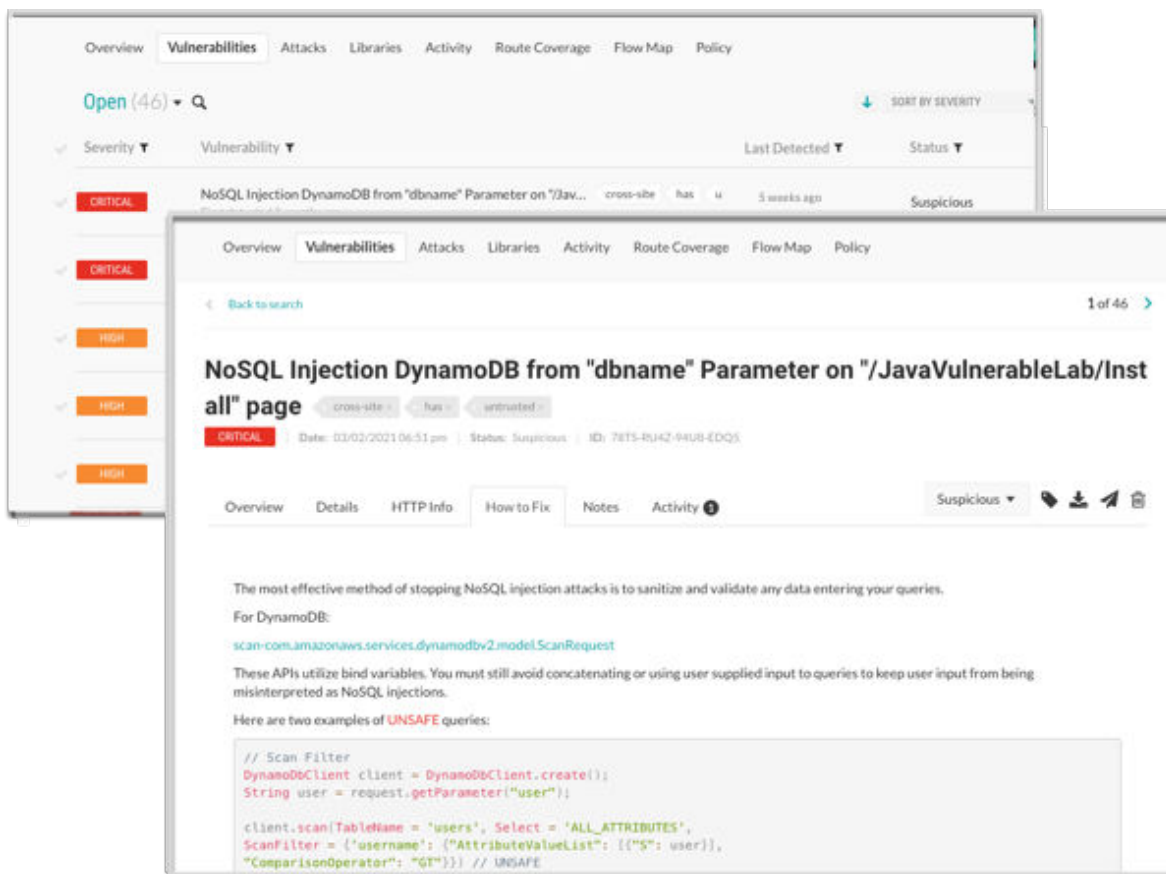 Overview Vulnerabilities Attacks Libraries Activity Route Coverage Flow Map Policy
Open (46)
SORT BY SEVERITY
Severity Vulnerability Last Detected Status
CRITICAL NoSQL Injection DynamoDB from "dbname" Parameter on "/Jav... cross-site has u 5 weeks ago Suspicious
CRITICAL
HIGH
HIGH
HIGH
Overview Vulnerabilities Attacks Libraries Activity Route Coverage Flow Map Policy
Back to search 1 of 46
NoSQL Injection DynamoDB from "dbname" Parameter on "/JavaVulnerableLab/Inst
all" page cross-site has untrusted
CRITICAL Date: 03/02/2021 06:51 pm Status: Suspicious ID: 78T5-RU4Z-94U8-EDQS
Overview Details HTTP Info How to Fix Notes Activity 1 Suspicious
The most effective method of stopping NoSQL injection attacks is to sanitize and validate any data entering your queries.
For DynamoDB:
scan-com.amazonaws.services.dynamodbv2.model.ScanRequest
These APIs utilize bind variables. You must still avoid concatenating or using user supplied input to queries to keep user input from being
misinterpreted as NoSQL injections.
Here are two examples of UNSAFE queries:
// Scan Filter
DynamoDbClient client = DynamoDbClient.create();
String user = request.getParameter("user");
client.scan(TableName = 'users', Select = 'ALL_ATTRIBUTES',
ScanFilter = {'username': {"AttributeValueList": [{"S": user}],
"ComparisonOperator": "GT"}}) // UNSAFE